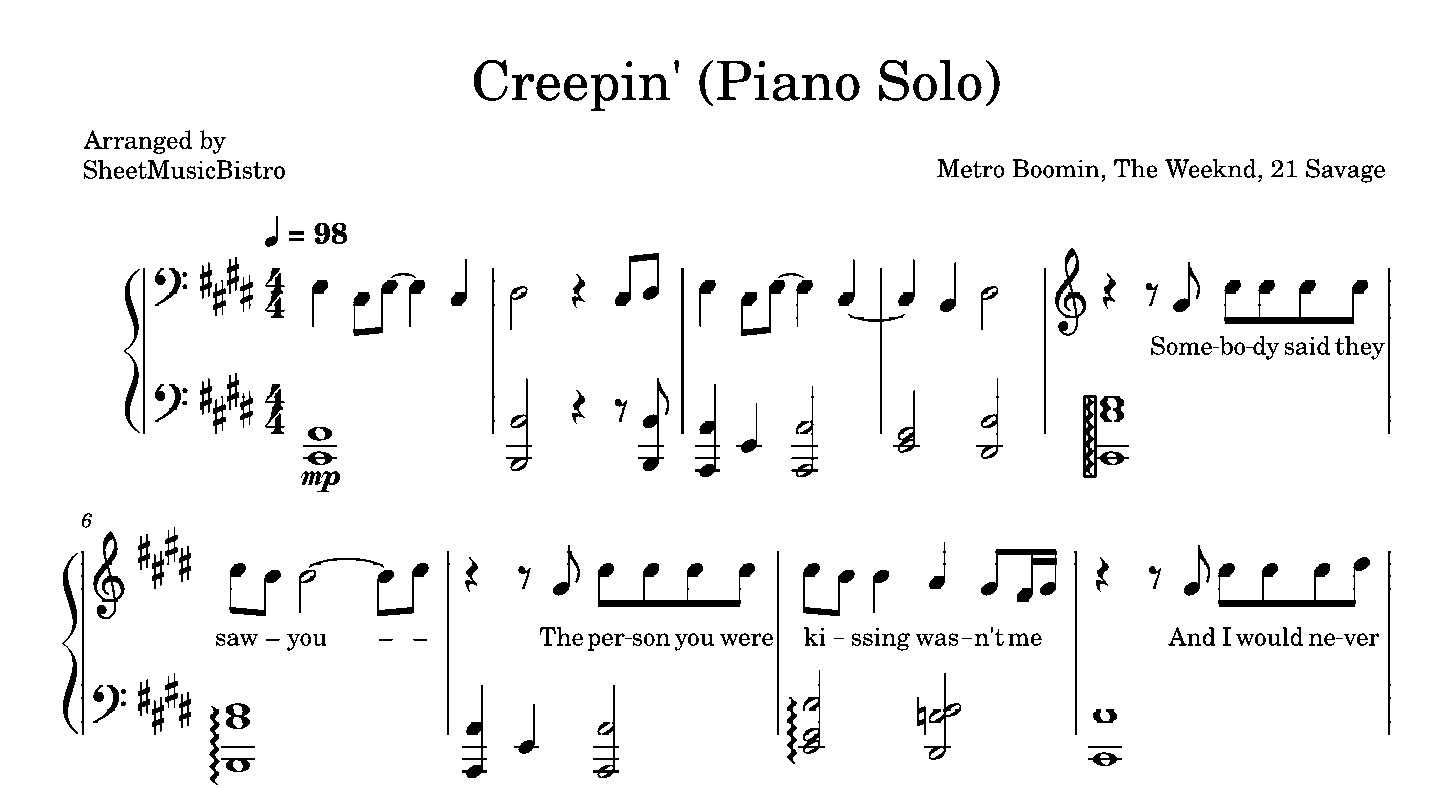 Creepin' (Piano Solo)
Arranged by
SheetMusicBistro
Metro Boomin, The Weeknd, 21 Savage
= 98
4
4
4
4
Some-bo-dy said they
mp
6
saw – you – –
The per-son you were
ki – ssing was–n't me
And I would ne-ver